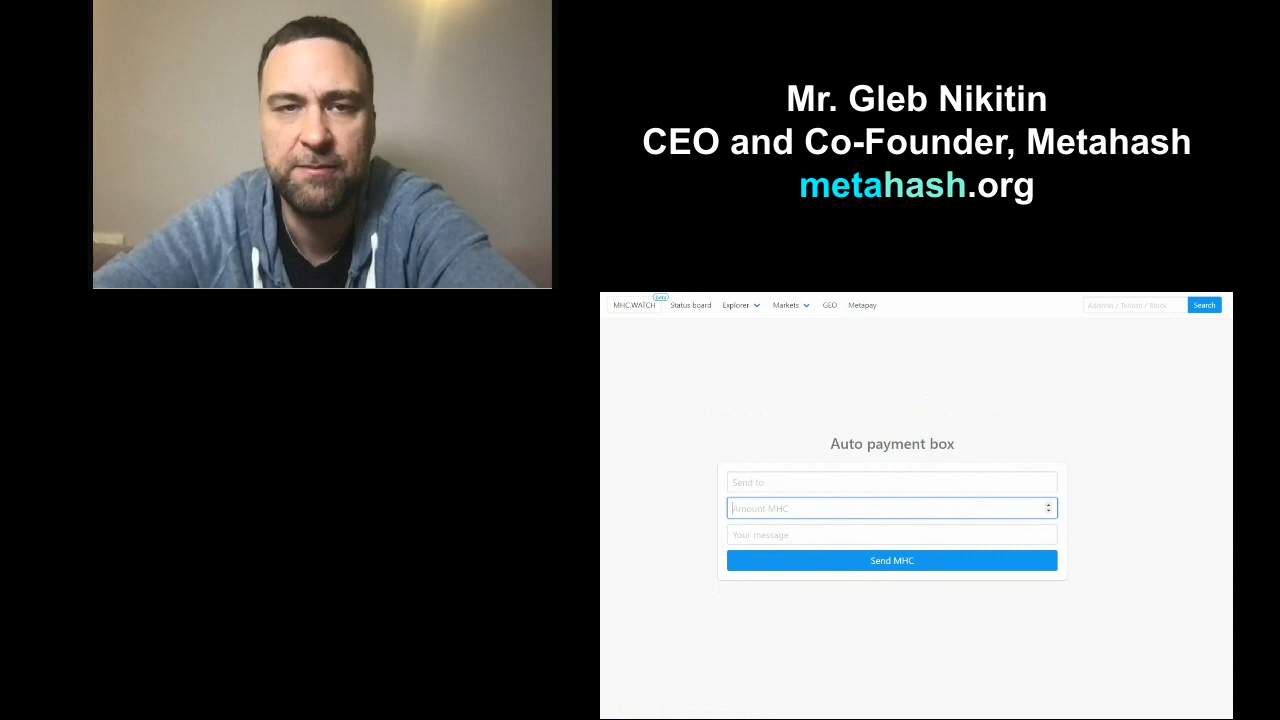 Mr. Gleb Nikitin
CEO and Co-Founder, Metahash
metahash.org
MHC.WATCH beta Status board Explorer Markets GEO Metapay Address / Txhash / Block Search
Auto payment box
Send to
Amount MHC
Your message
Send MHC